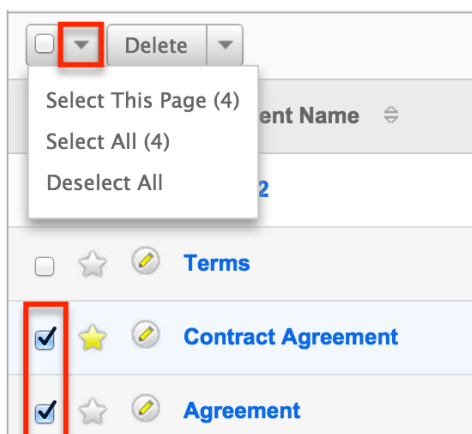 Delete
Select This Page (4)
Select All (4)
Deselect All
ent Name
2
Terms
Contract Agreement
Agreement